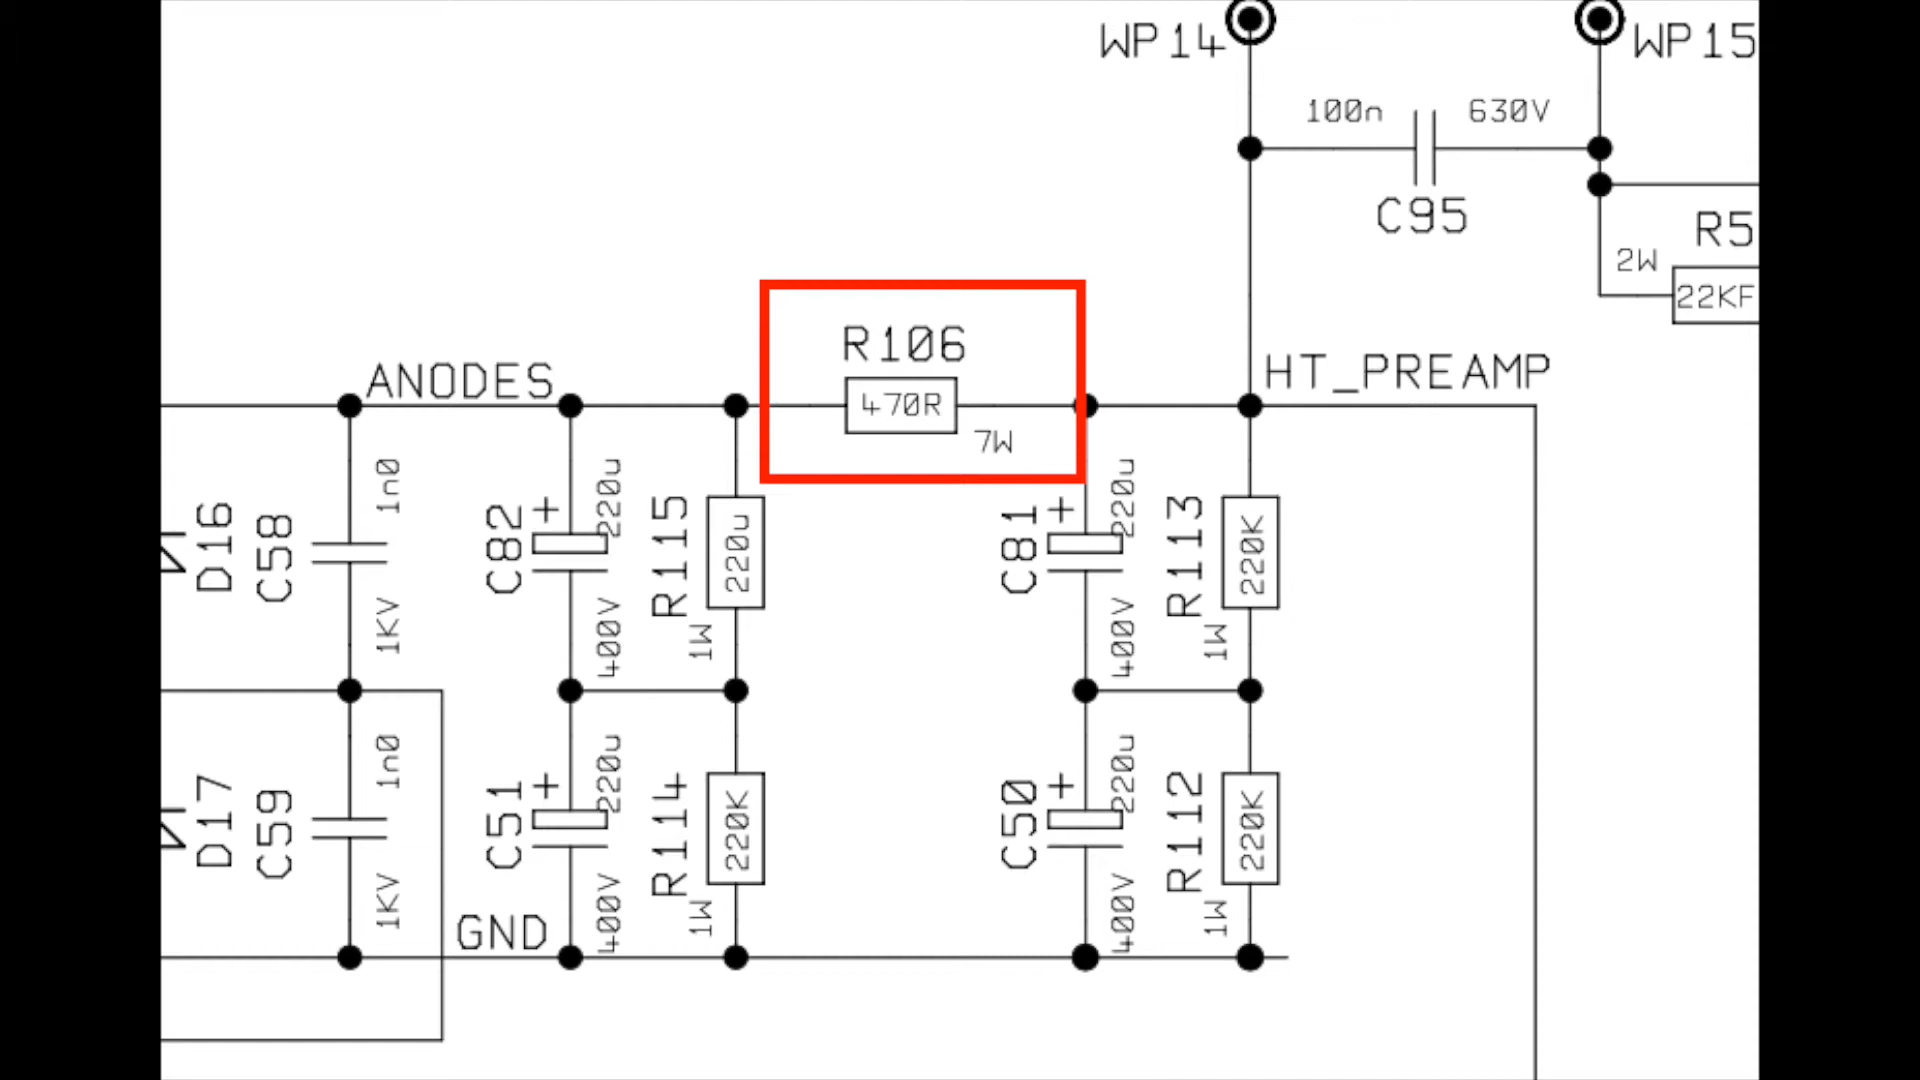 WP14
WP15
100n
630V
C95
R5
2W
22KF
R106
470R
7W
ANODES
HT_PREAMP
D16
C58
1n0
1KV
C82
+
220u
400V
R115
220u
1W
C81
+
220u
400V
R113
220K
1W
D17
C59
1n0
1KV
C51
+
220u
400V
R114
220K
1W
C50
+
220u
400V
R112
220K
1W
GND